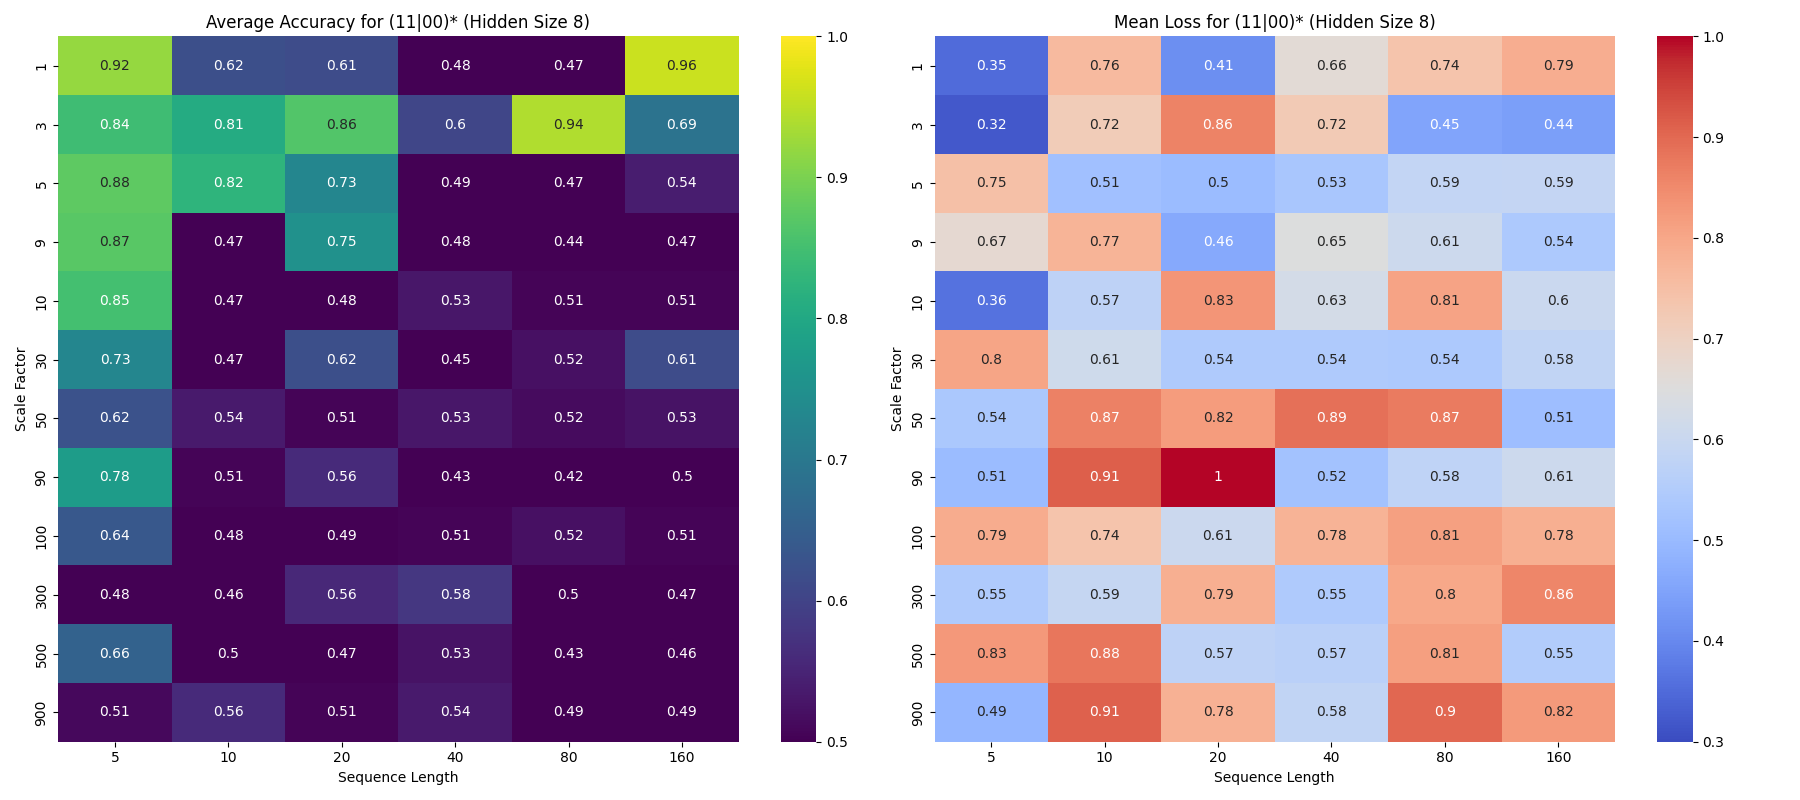 Average Accuracy for (11|00)* (Hidden Size 8)
Scale Factor
1 0.92 0.62 0.61 0.48 0.47 0.96
3 0.84 0.81 0.86 0.6 0.94 0.69
5 0.88 0.82 0.73 0.49 0.47 0.54
9 0.87 0.47 0.75 0.48 0.44 0.47
10 0.85 0.47 0.48 0.53 0.51 0.51
30 0.73 0.47 0.62 0.45 0.52 0.61
50 0.62 0.54 0.51 0.53 0.52 0.53
90 0.78 0.51 0.56 0.43 0.42 0.5
100 0.64 0.48 0.49 0.51 0.52 0.51
300 0.48 0.46 0.56 0.58 0.5 0.47
500 0.66 0.5 0.47 0.53 0.43 0.46
900 0.51 0.56 0.51 0.54 0.49 0.49
5 10 20 40 80 160
Sequence Length
1.0
0.9
0.8
0.7
0.6
0.5
Mean Loss for (11|00)* (Hidden Size 8)
Scale Factor
1 0.35 0.76 0.41 0.66 0.74 0.79
3 0.32 0.72 0.86 0.72 0.45 0.44
5 0.75 0.51 0.5 0.53 0.59 0.59
9 0.67 0.77 0.46 0.65 0.61 0.54
10 0.36 0.57 0.83 0.63 0.81 0.6
30 0.8 0.61 0.54 0.54 0.54 0.58
50 0.54 0.87 0.82 0.89 0.87 0.51
90 0.51 0.91 1 0.52 0.58 0.61
100 0.79 0.74 0.61 0.78 0.81 0.78
300 0.55 0.59 0.79 0.55 0.8 0.86
500 0.83 0.88 0.57 0.57 0.81 0.55
900 0.49 0.91 0.78 0.58 0.9 0.82
5 10 20 40 80 160
Sequence Length
1.0
0.9
0.8
0.7
0.6
0.5
0.4
0.3